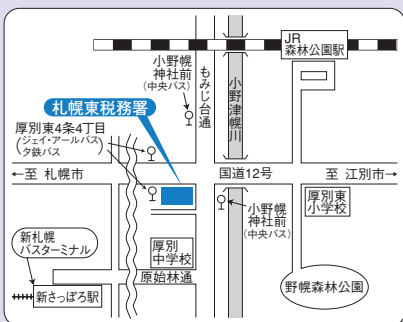 JR
森林公園駅
小野幌
神社前
(中央バス)
もみじ台通
小野津幌川
札幌東税務署
厚別東4条4丁目
(ジェイ・アールバス
夕鉄バス)
←至 札幌市
国道12号
至 江別市→
小野幌
神社前
(中央バス)
厚別東
小学校
新札幌
バスターミナル
厚別
中学校
原始林通
新さっぽろ駅
野幌森林公園